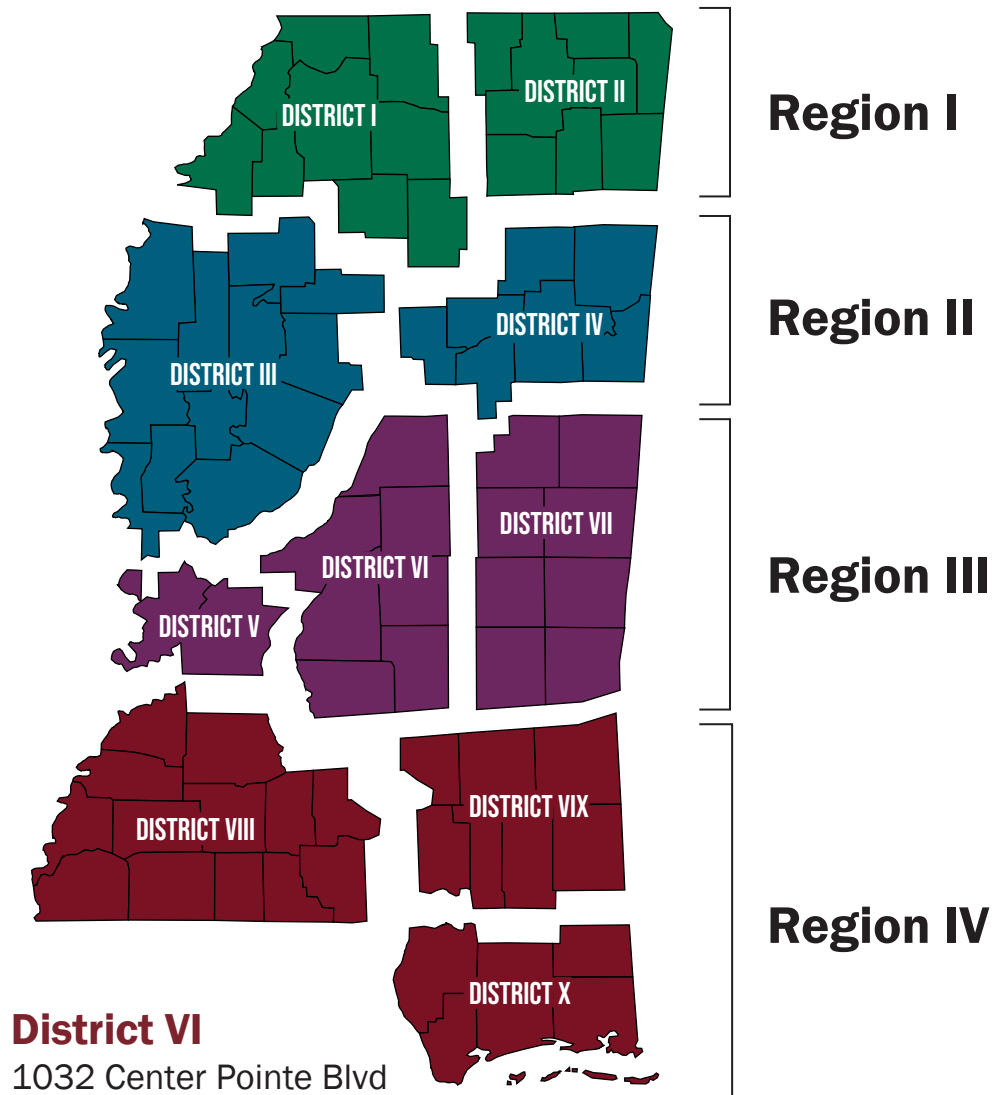 DISTRICT I
DISTRICT II
Region I
DISTRICT III
DISTRICT IV
Region II
DISTRICT V
DISTRICT VI
DISTRICT VII
Region III
DISTRICT VIII
DISTRICT VIX
DISTRICT X
Region IV
District VI
1032 Center Pointe Blvd